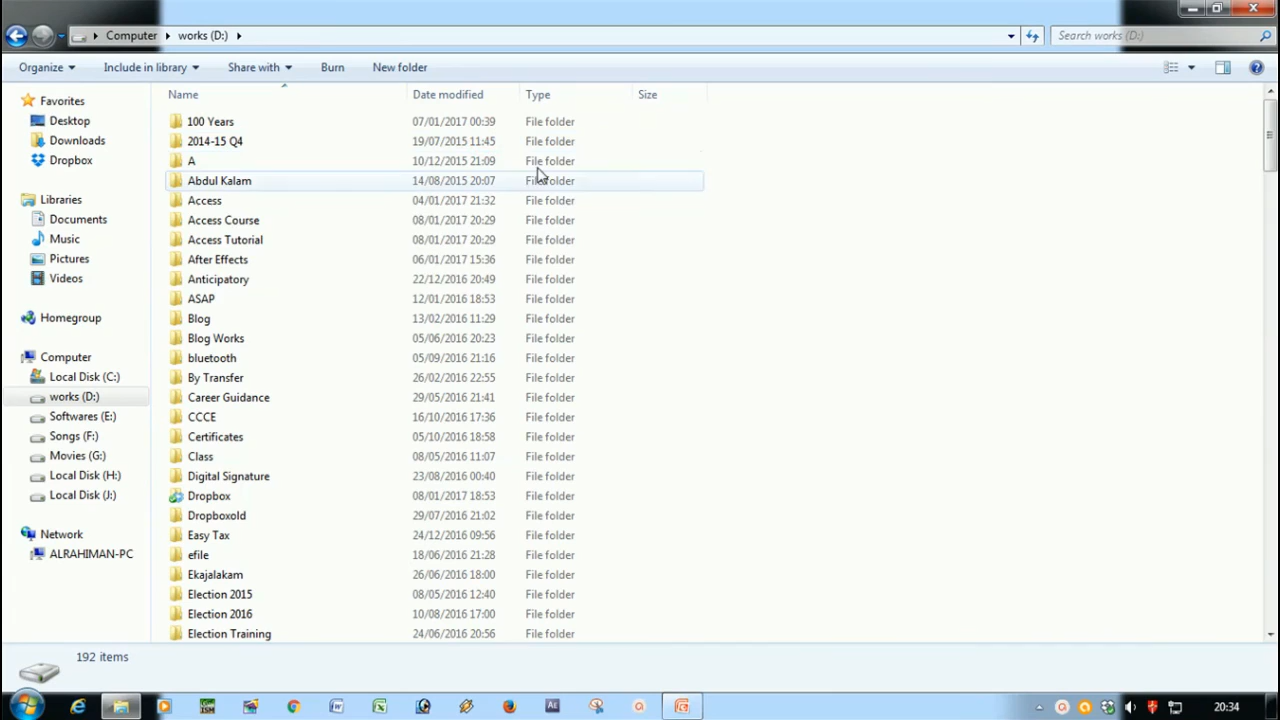 Computer works (D:) Search works (D:)
Organize Include in library Share with Burn New folder
Name Date modified Type Size
Favorites
Desktop
Downloads
Dropbox
Libraries
Documents
Music
Pictures
Videos
Homegroup
Computer
Local Disk (C:)
works (D:)
Softwares (E:)
Songs (F:)
Movies (G:)
Local Disk (H:)
Local Disk (J:)
Network
ALRAHIMAN-PC
100 Years 07/01/2017 00:39 File folder
2014-15 Q4 19/07/2015 11:45 File folder
A 10/12/2015 21:09 File folder
Abdul Kalam 14/08/2015 20:07 File folder
Access 04/01/2017 21:32 File folder
Access Course 08/01/2017 20:29 File folder
Access Tutorial 08/01/2017 20:29 File folder
After Effects 06/01/2017 15:36 File folder
Anticipatory 22/12/2016 20:49 File folder
ASAP 12/01/2016 18:53 File folder
Blog 13/02/2016 11:29 File folder
Blog Works 05/06/2016 20:23 File folder
bluetooth 05/09/2016 21:16 File folder
By Transfer 26/02/2016 22:55 File folder
Career Guidance 29/05/2016 21:41 File folder
CCCE 16/10/2016 17:36 File folder
Certificates 05/10/2016 18:58 File folder
Class 08/05/2016 11:07 File folder
Digital Signature 23/08/2016 00:40 File folder
Dropbox 08/01/2017 18:53 File folder
Dropboxold 29/07/2016 21:02 File folder
Easy Tax 24/12/2016 09:56 File folder
efile 18/06/2016 21:28 File folder
Ekajalakam 26/06/2016 18:00 File folder
Election 2015 08/05/2016 12:40 File folder
Election 2016 10/08/2016 17:00 File folder
Election Training 24/06/2016 20:56 File folder
192 items
ISM
Ae
20:34